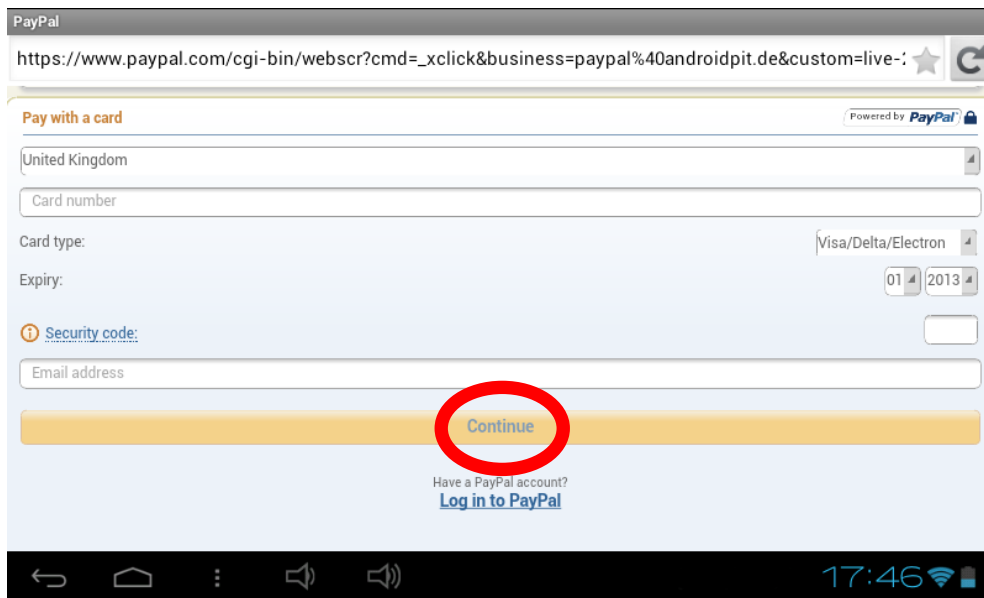 PayPal
https://www.paypal.com/cgi-bin/webscr?cmd=_xclick&business=paypal%40androidpit.de&custom=live-
Pay with a card
Powered by PayPal
United Kingdom
Card number
Card type: Visa/Delta/Electron
Expiry: 01 2013
Security code:
Email address
Continue
Have a PayPal account?
Log in to PayPal
17:46